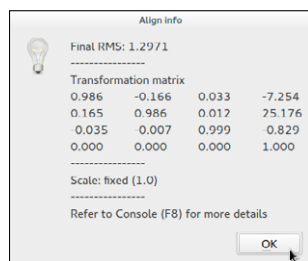 Align info
Final RMS: 1.2971
----------------
Transformation matrix
0.986 -0.166 0.033 -7.254
0.165 0.986 0.012 25.176
-0.035 -0.007 0.999 -0.829
0.000 0.000 0.000 1.000
----------------
Scale: fixed (1.0)
----------------
Refer to Console (F8) for more details
OK